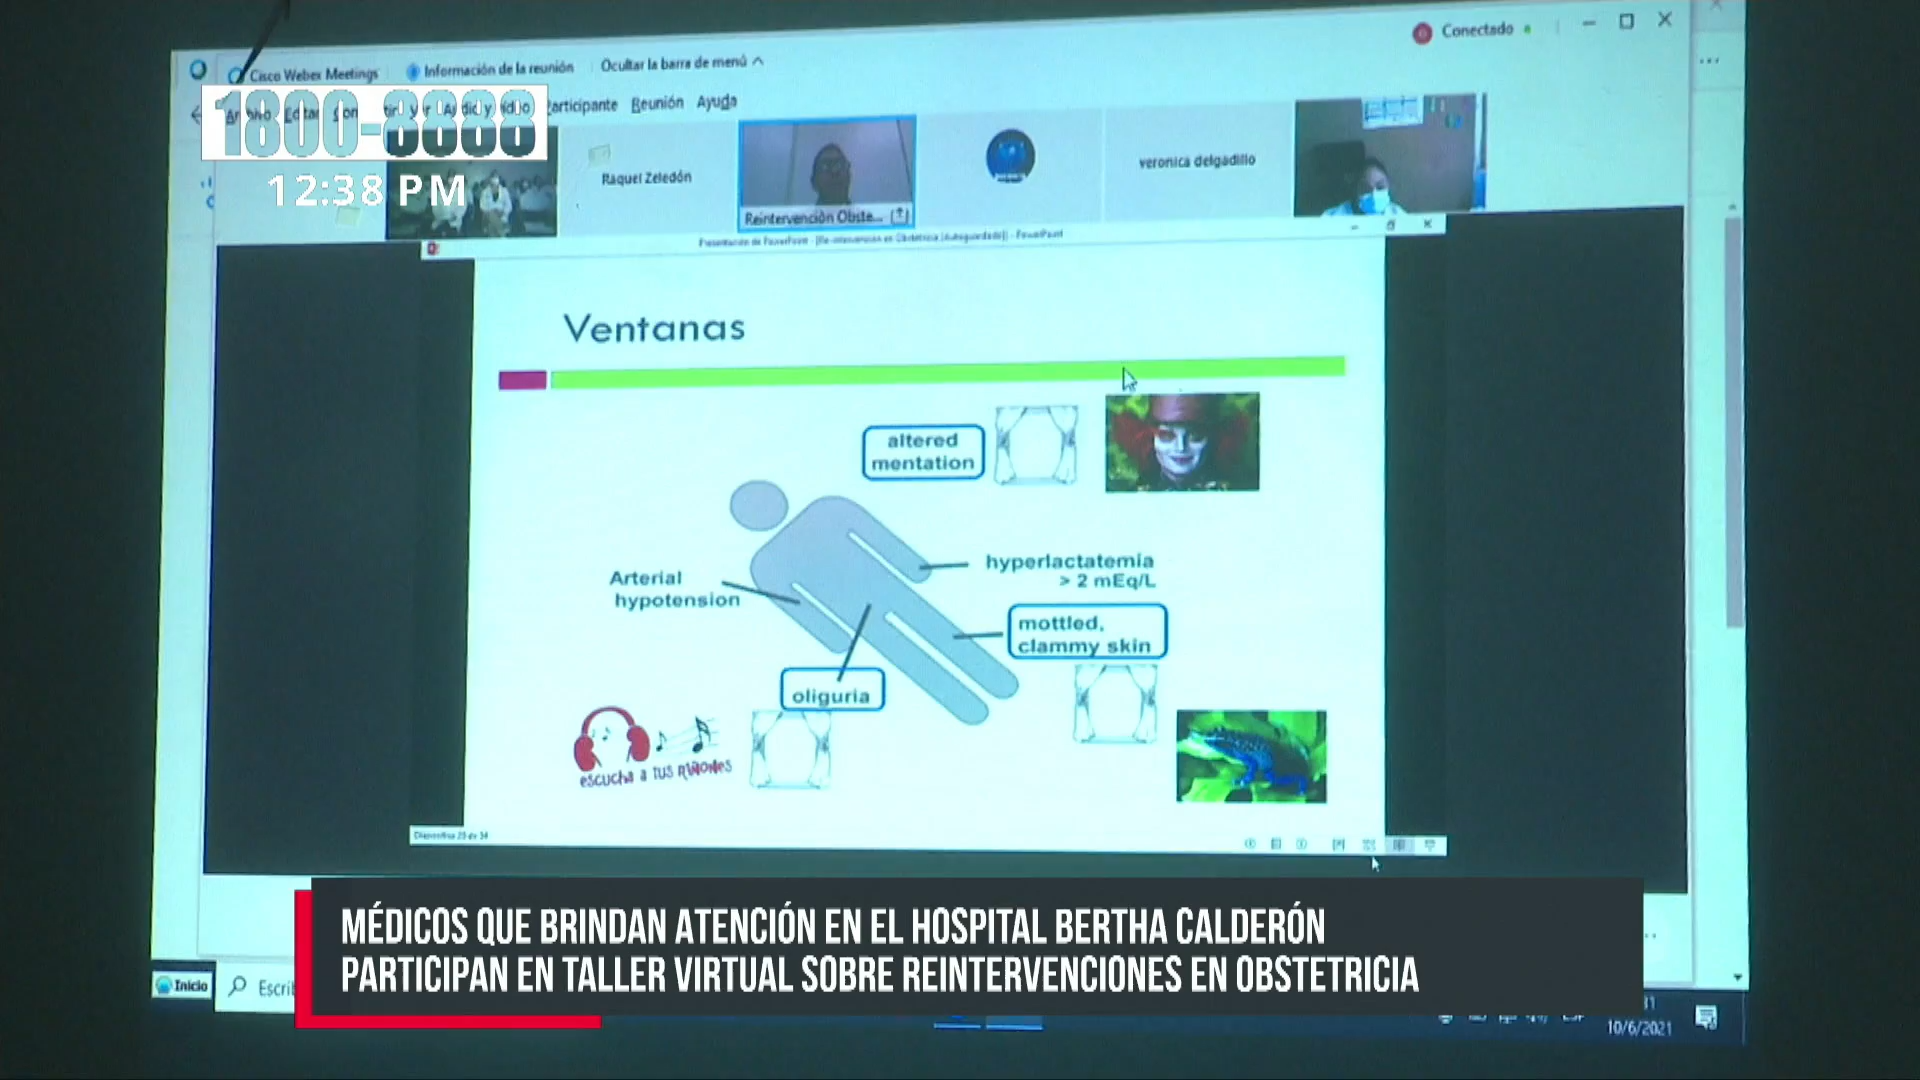 Conectado
Cisco Webex Meetings
Información de la reunión
Ocultar la barra de menú
1800-8888
Participante Reunión Ayuda
12:38 PM
Raquel Zeledón
Reintervención Obste...
veronica delgadillo
Ventanas
altered
mentation
Arterial
hypotension
hyperlactatemia
> 2 mEq/L
mottled,
clammy skin
oliguria
escucha a tus riñones
MÉDICOS QUE BRINDAN ATENCIÓN EN EL HOSPITAL BERTHA CALDERÓN
PARTICIPAN EN TALLER VIRTUAL SOBRE REINTERVENCIONES EN OBSTETRICIA
Inicio
Escrib
10/6/2021